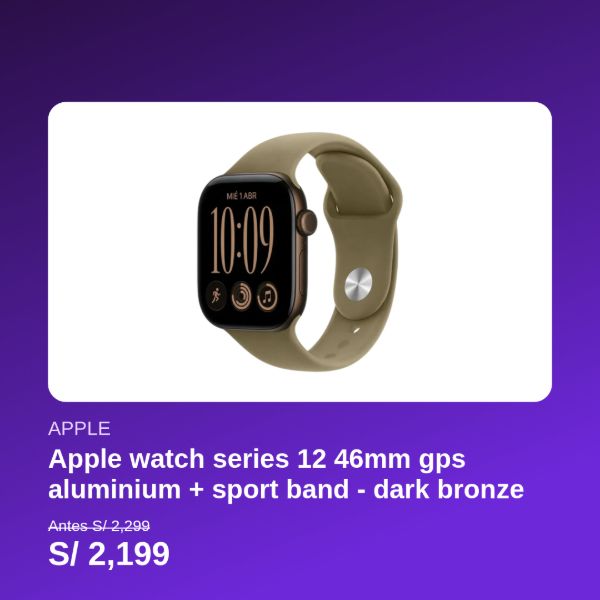 MIÉ 1 ABR
10:09
APPLE
Apple watch series 12 46mm gps
aluminium + sport band - dark bronze
Antes S/ 2,299
S/ 2,199